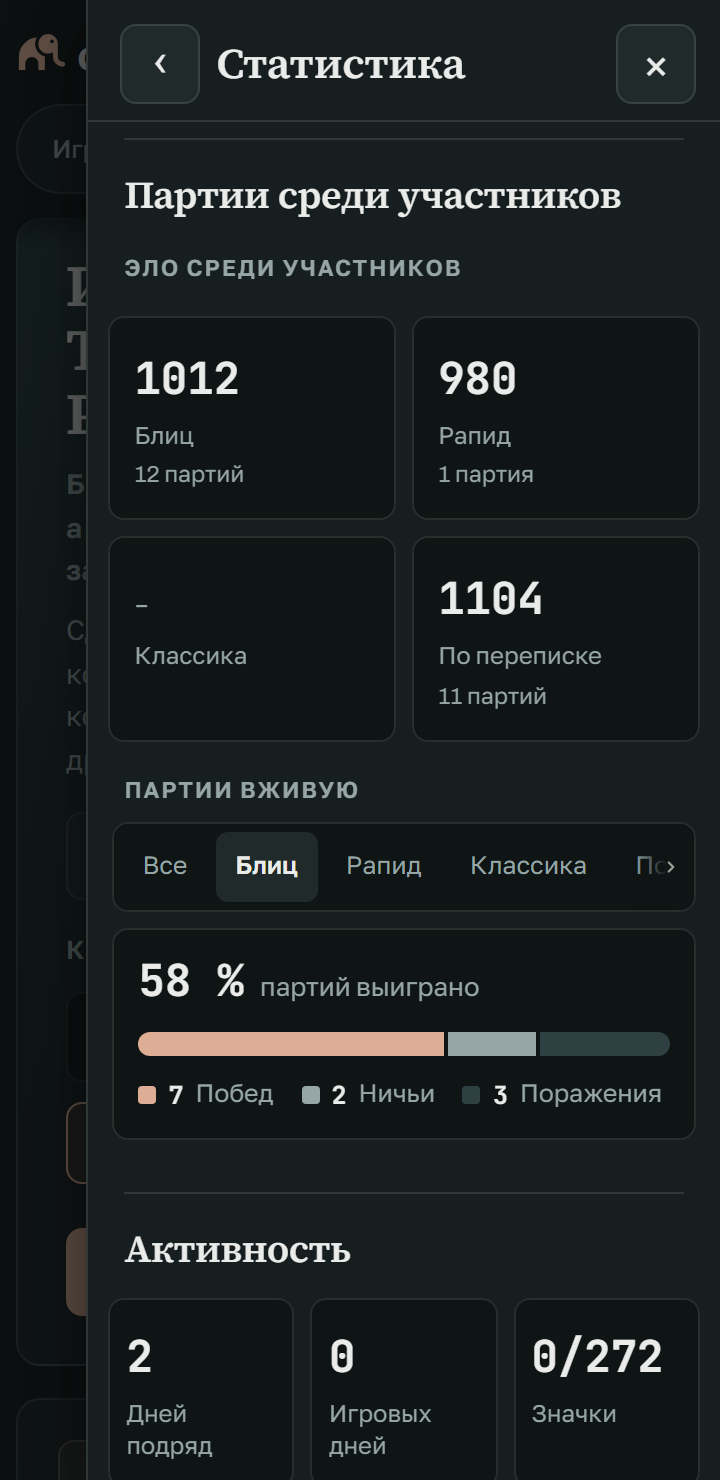 ‹ Статистика ×
Партии среди участников
ЭЛО СРЕДИ УЧАСТНИКОВ
1012
Блиц
12 партий
980
Рапид
1 партия
–
Классика
1104
По переписке
11 партий
ПАРТИИ ВЖИВУЮ
Все Блиц Рапид Классика ›
58 % партий выиграно
7 Побед 2 Ничьи 3 Поражения
Активность
2
Дней
подряд
0
Игровых
дней
0/272
Значки